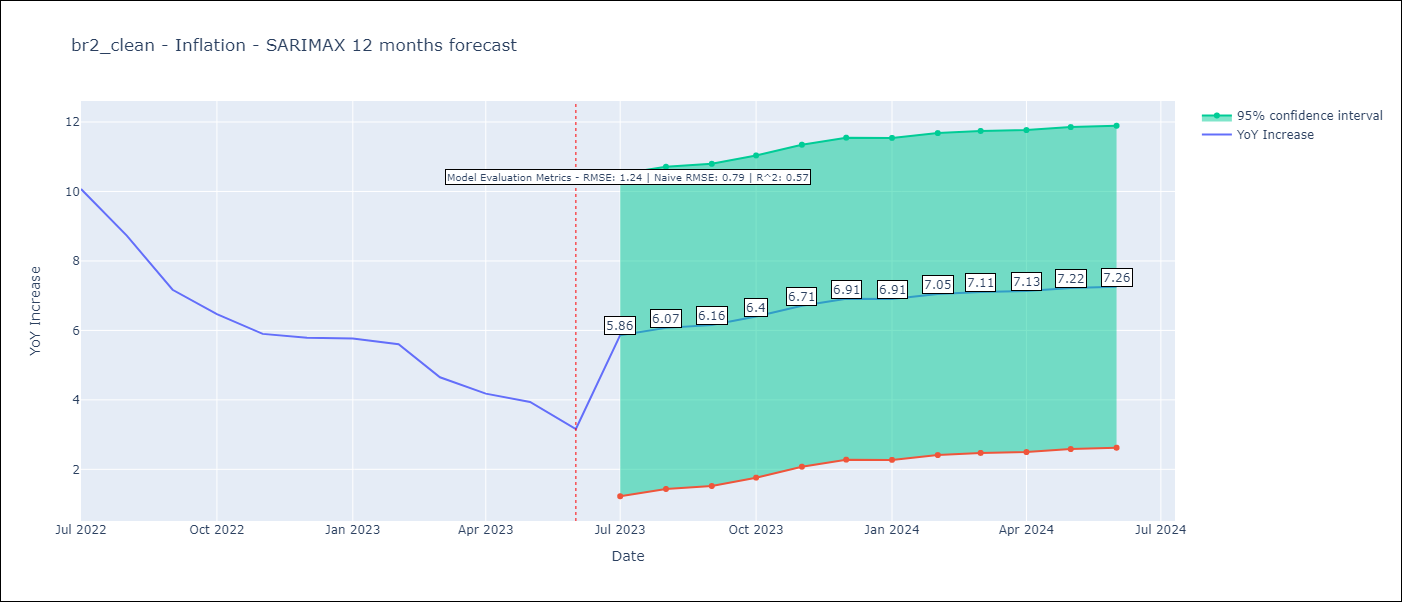 br2_clean - Inflation - SARIMAX 12 months forecast
95% confidence interval
YoY Increase
Model Evaluation Metrics - RMSE: 1.24 | Naive RMSE: 0.79 | R^2: 0.57
12
10
8
6
4
2
YoY Increase
5.86
6.07
6.16
6.4
6.71
6.91
6.91
7.05
7.11
7.13
7.22
7.26
Jul 2022
Oct 2022
Jan 2023
Apr 2023
Jul 2023
Oct 2023
Jan 2024
Apr 2024
Jul 2024
Date